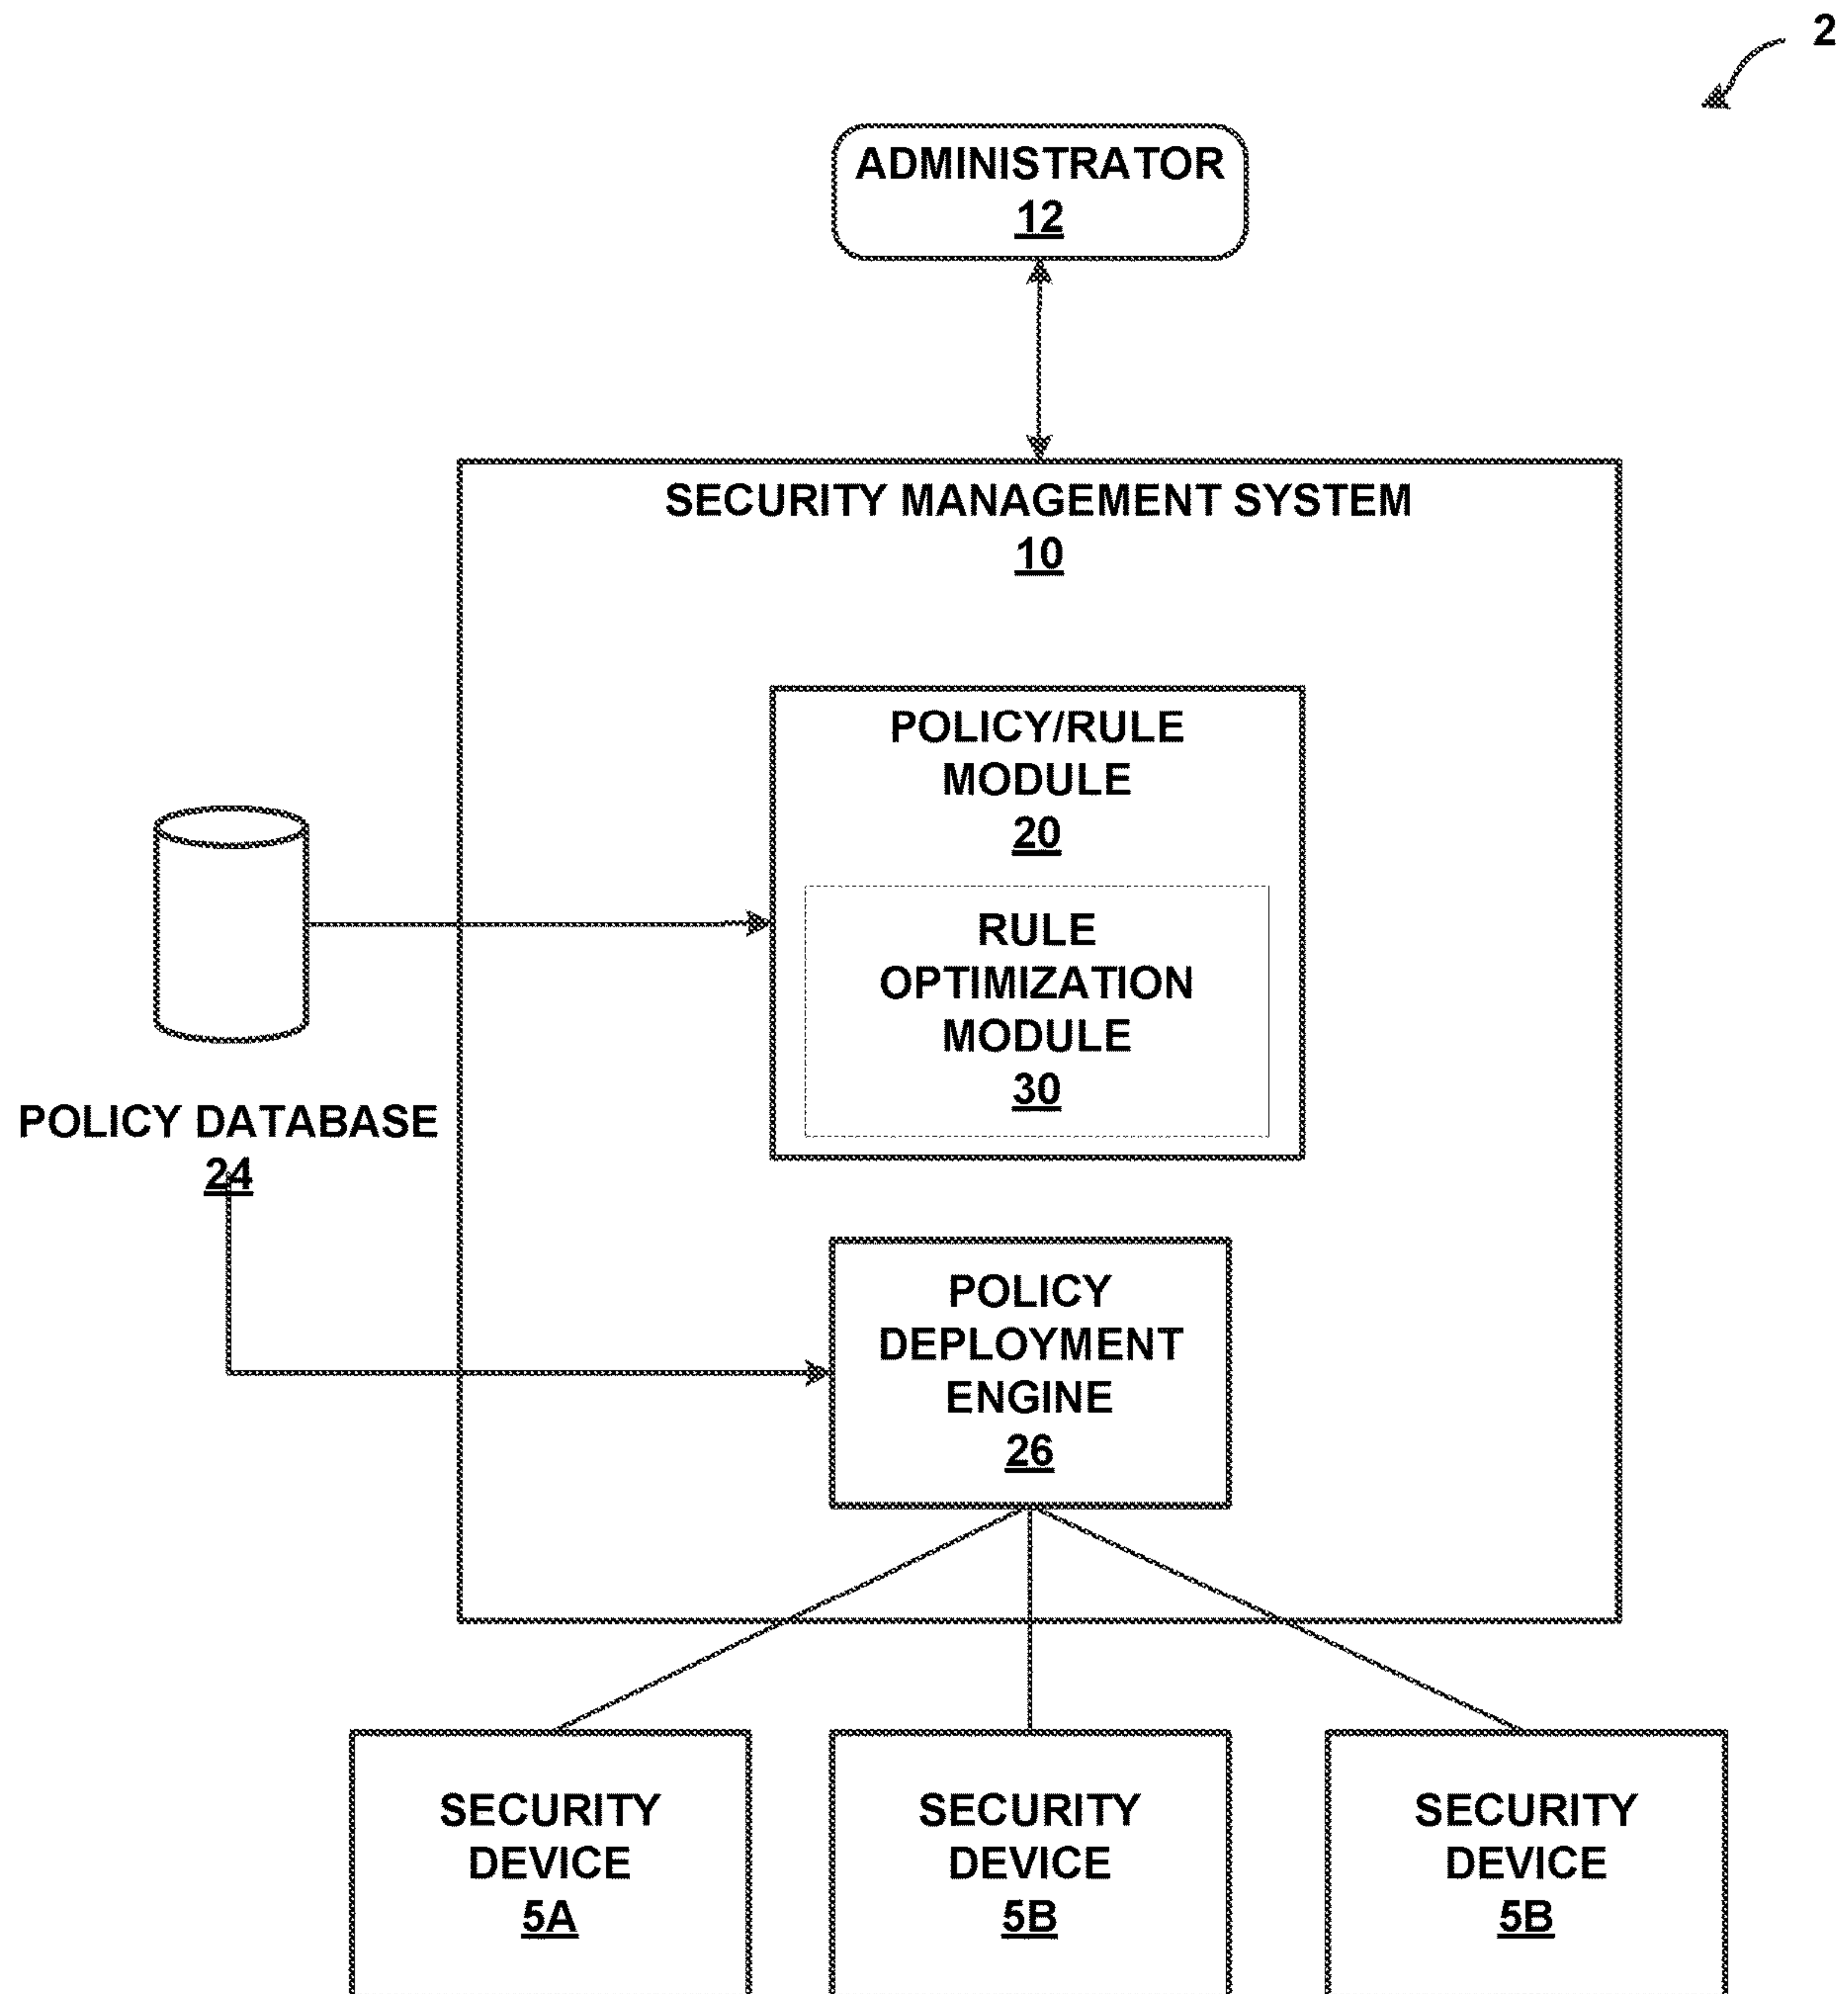 2
ADMINISTRATOR
12
SECURITY MANAGEMENT SYSTEM
10
POLICY/RULE
MODULE
20
RULE
OPTIMIZATION
MODULE
30
POLICY DATABASE
24
POLICY
DEPLOYMENT
ENGINE
26
SECURITY
DEVICE
5A
SECURITY
DEVICE
5B
SECURITY
DEVICE
5B